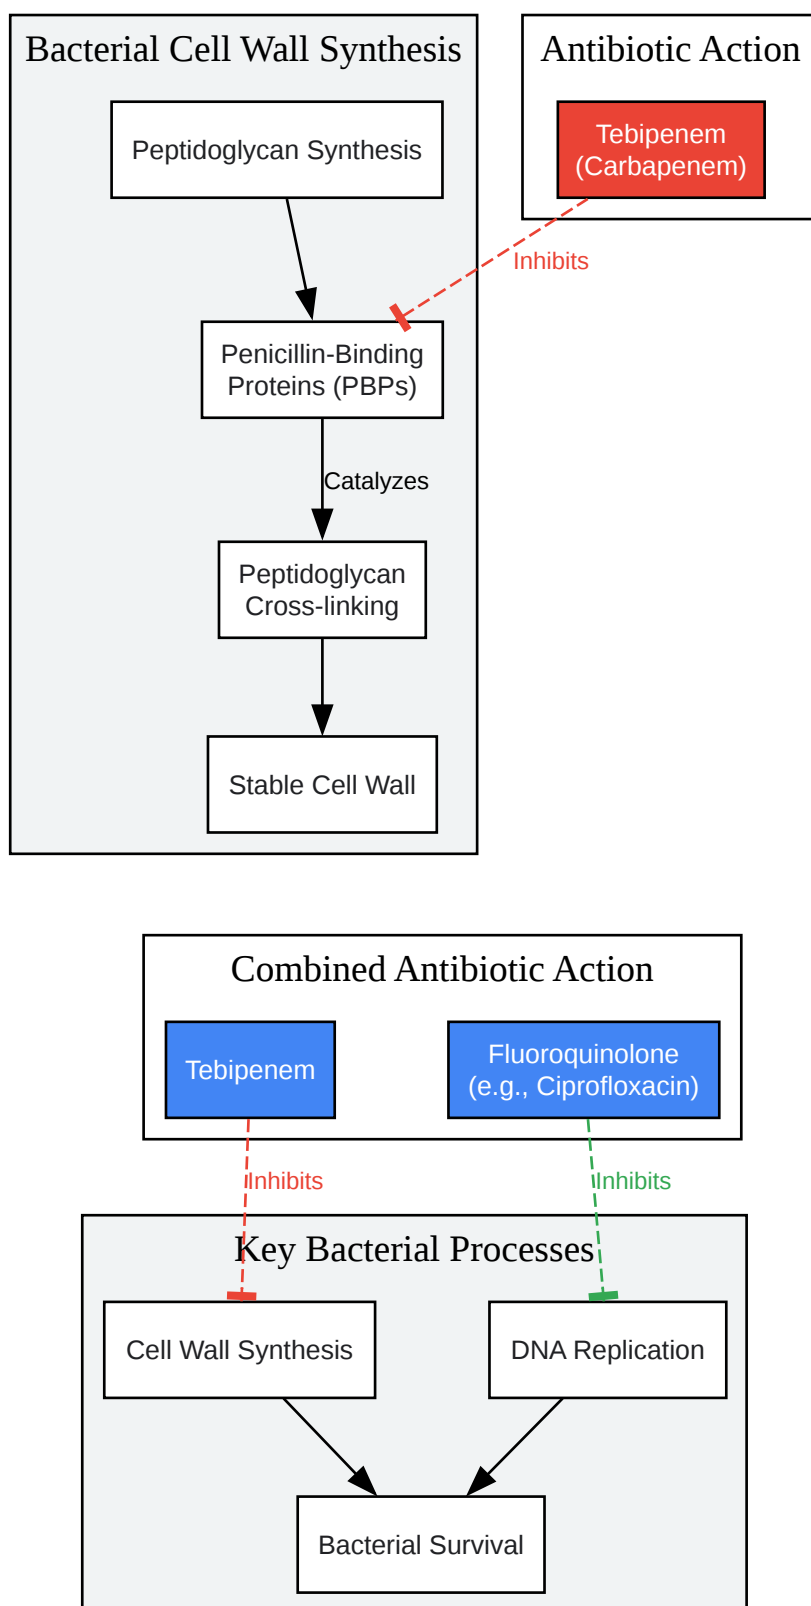 Bacterial Cell Wall Synthesis
Antibiotic Action
Peptidoglycan Synthesis
Tebipenem
(Carbapenem)
Inhibits
Penicillin-Binding
Proteins (PBPs)
Catalyzes
Peptidoglycan
Cross-linking
Stable Cell Wall
Combined Antibiotic Action
Tebipenem
Fluoroquinolone
(e.g., Ciprofloxacin)
Inhibits
Inhibits
Key Bacterial Processes
Cell Wall Synthesis
DNA Replication
Bacterial Survival